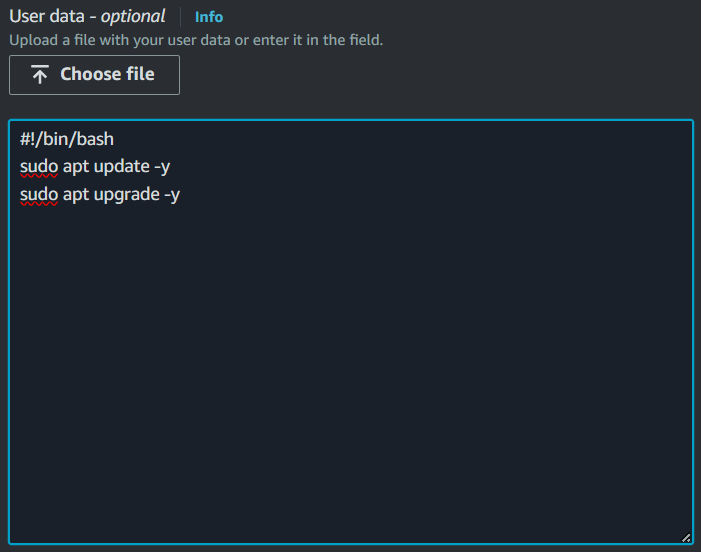 User data - optional Info
Upload a file with your user data or enter it in the field.
Choose file
#!/bin/bash
sudo apt update -y
sudo apt upgrade -y